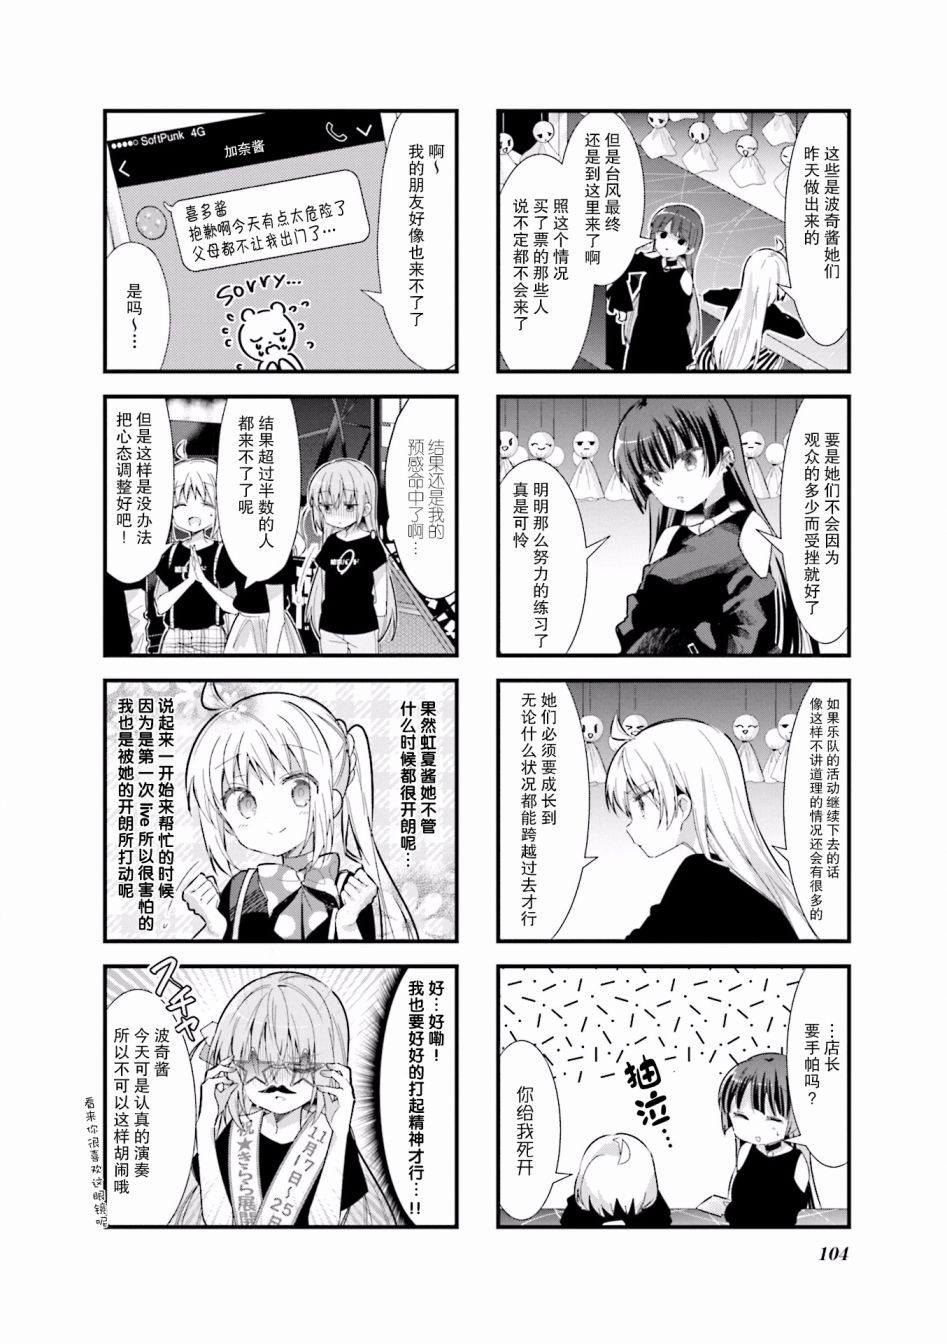 这些是波奇酱她们
昨天做出来的
但是台风最终
还是到这里来了啊
照这个情况
买了票的那些人
说不定都不会来了
要是她们不会因为
观众的多少而受挫就好了
明明那么努力的练习了
真是可怜
如果乐队的活动继续下去的话
像这样不讲道理的情况还会有很多的
她们必须要成长到
无论什么状况都能跨越过去才行
…店长
要手帕吗？
抽泣…
你给我死开
啊～
我的朋友好像也来不了了
SoftPunk 4G
加奈酱
喜多酱
抱歉啊今天有点太危险了
父母都不让我出门了…
Sorry...
是吗～…
结果还是我的
预感命中了啊…
结果超过半数的人
都来不了了呢
但是这样是没办法
把心态调整好吧！
果然虹夏酱她不管
什么时候都很开朗呢…
说起来一开始来帮忙的时候
因为是第一次 live 所以很害怕的
我也是被她的开朗所打动呢
好…好嘞！
我也要好好的打起精神才行…!!
スチャ
11月17日～25日
祝★きらら展開
波奇酱
今天可是认真的演奏
所以不可以这样胡闹哦
看来你很喜欢这眼镜呢
104